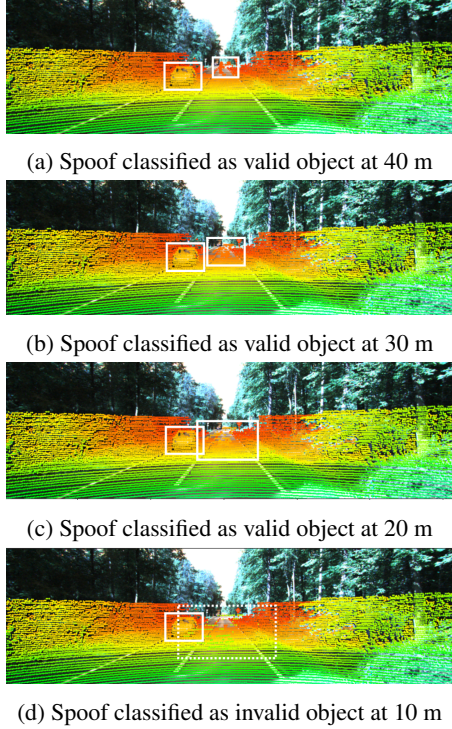 (a) Spoof classified as valid object at 40 m
(b) Spoof classified as valid object at 30 m
(c) Spoof classified as valid object at 20 m
(d) Spoof classified as invalid object at 10 m